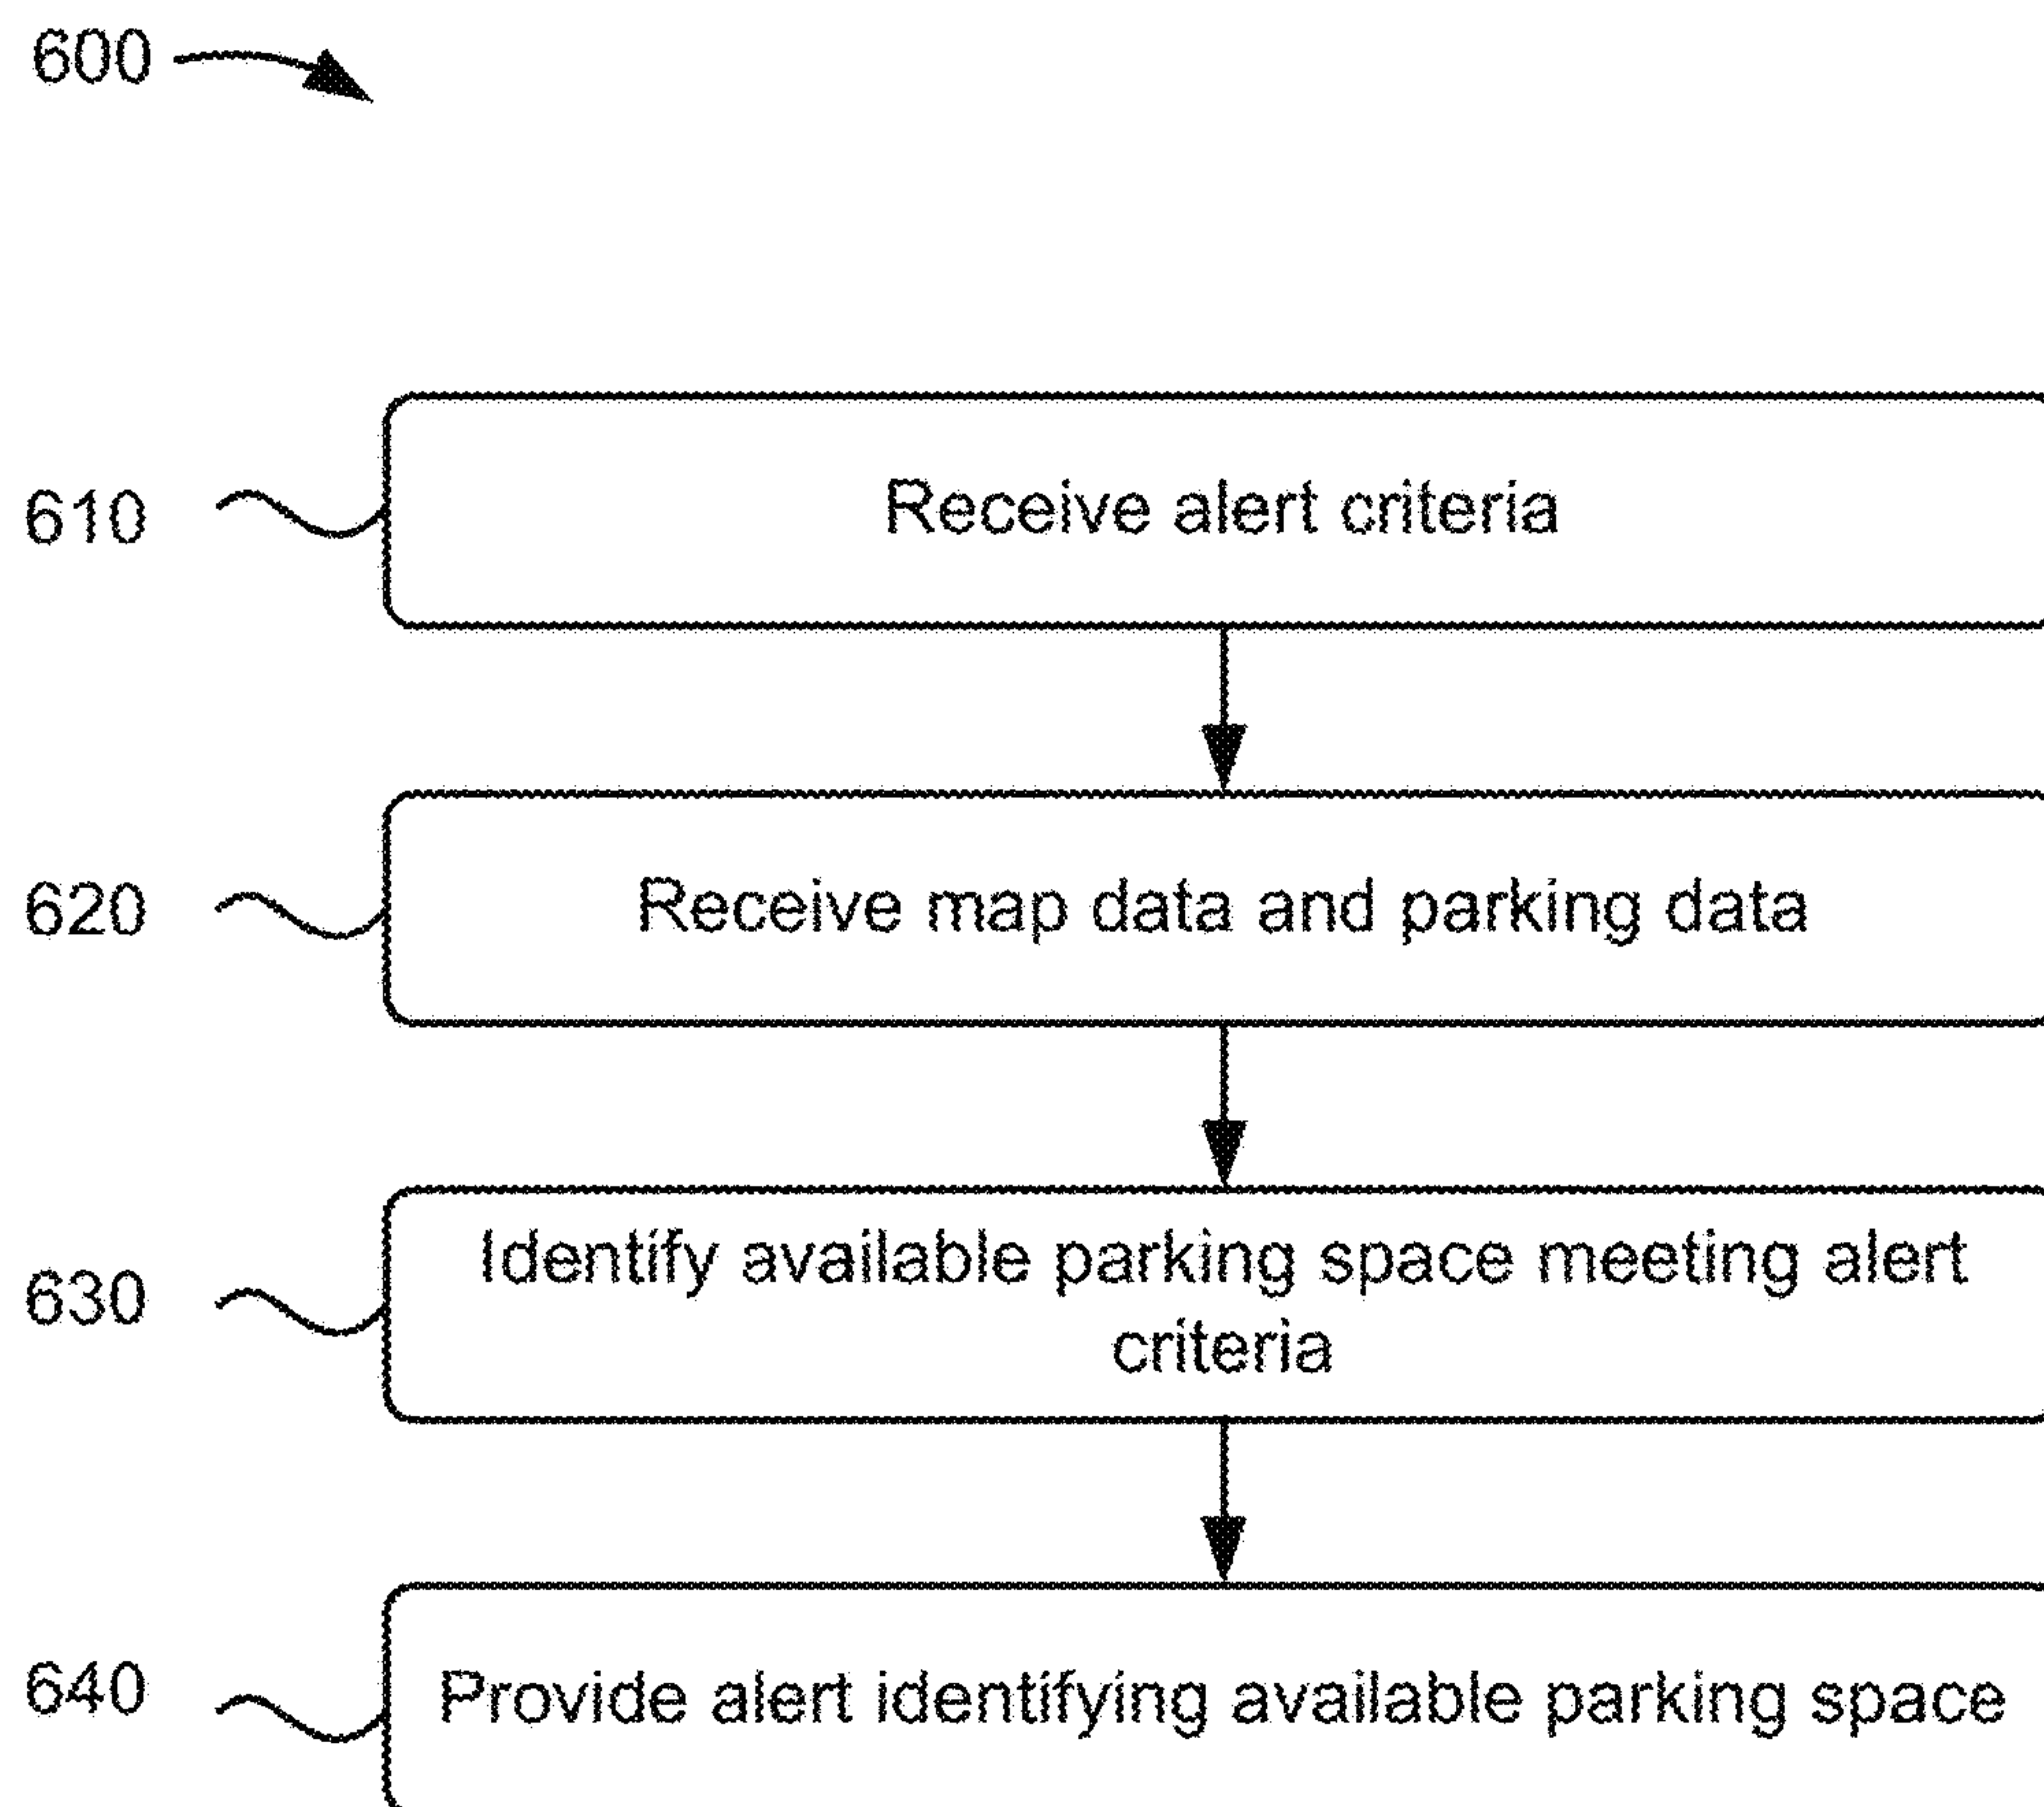 600
610
Receive alert criteria
620
Receive map data and parking data
630
Identify available parking space meeting alert
criteria
640
Provide alert identifying available parking space